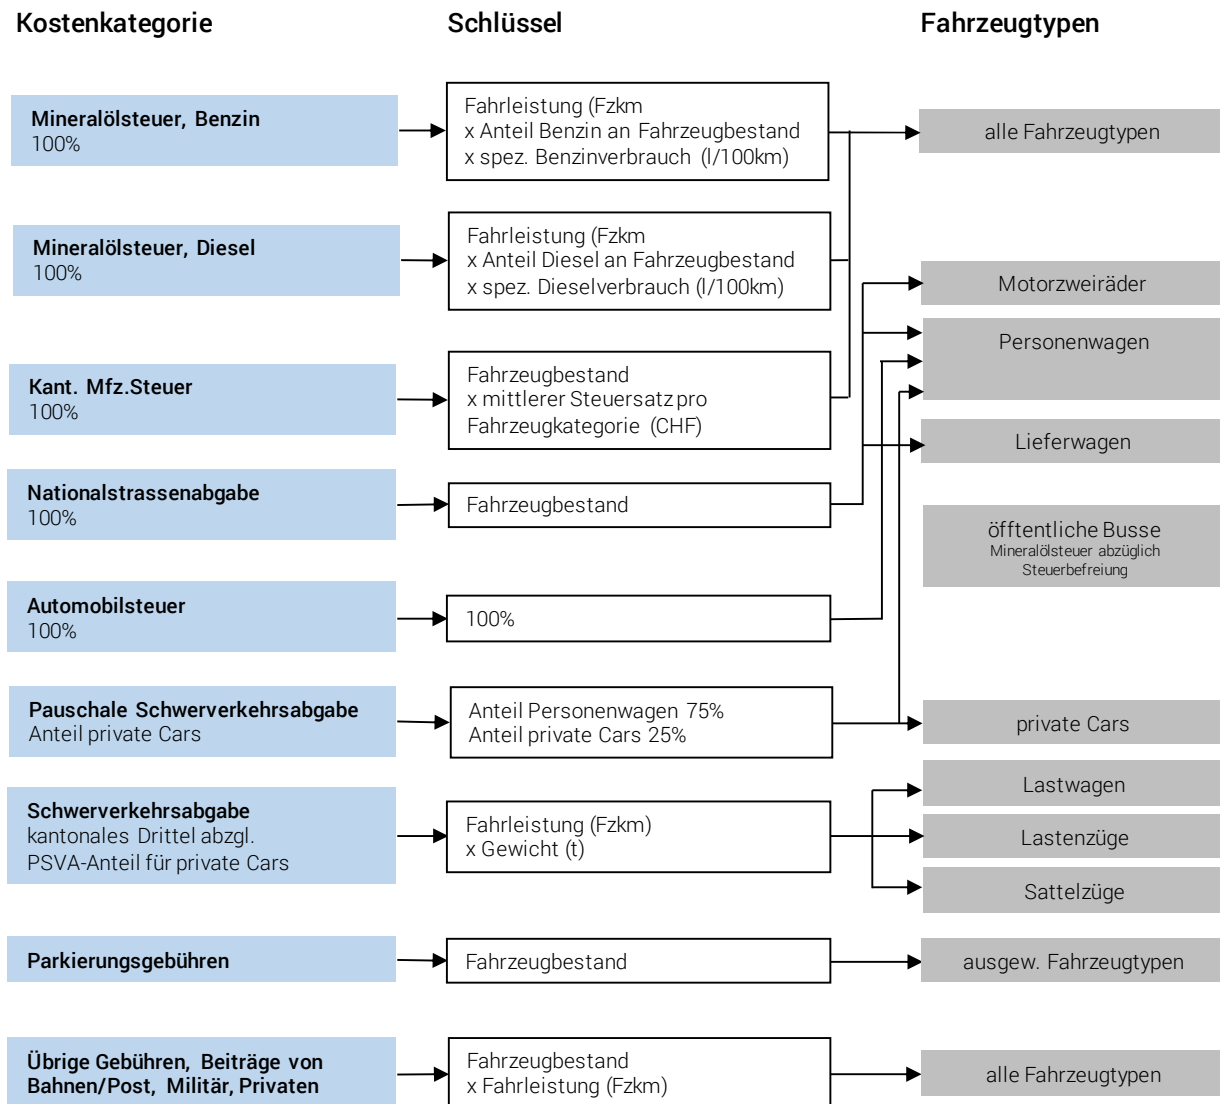 Kostenkategorie
Schlüssel
Fahrzeugtypen
Mineralölsteuer, Benzin
100%
Fahrleistung (Fzkm
x Anteil Benzin an Fahrzeugbestand
x spez. Benzinverbrauch (l/100km)
alle Fahrzeugtypen
Mineralölsteuer, Diesel
100%
Fahrleistung (Fzkm
x Anteil Diesel an Fahrzeugbestand
x spez. Dieselverbrauch (l/100km)
Motorzweiräder
Personenwagen
Kant. Mfz.Steuer
100%
Fahrzeugbestand
x mittlerer Steuersatz pro
Fahrzeugkategorie (CHF)
Lieferwagen
Nationalstrassenabgabe
100%
Fahrzeugbestand
öfftentliche Busse
Mineralölsteuer abzüglich
Steuerbefreiung
Automobilsteuer
100%
100%
Pauschale Schwerverkehrsabgabe
Anteil private Cars
Anteil Personenwagen 75%
Anteil private Cars 25%
private Cars
Schwerverkehrsabgabe
kantonales Drittel abzgl.
PSVA-Anteil für private Cars
Fahrleistung (Fzkm)
x Gewicht (t)
Lastwagen
Lastenzüge
Sattelzüge
Parkierungsgebühren
Fahrzeugbestand
ausgew. Fahrzeugtypen
Übrige Gebühren, Beiträge von
Bahnen/Post, Militär, Privaten
Fahrzeugbestand
x Fahrleistung (Fzkm)
alle Fahrzeugtypen